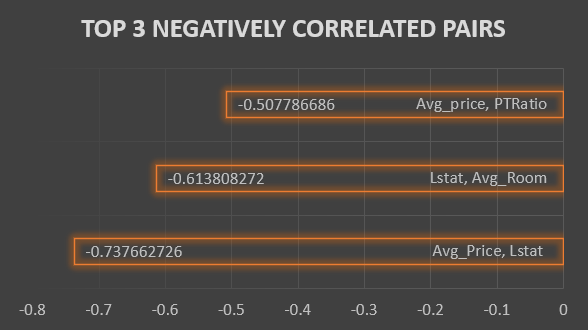 TOP 3 NEGATIVELY CORRELATED PAIRS
-0.507786686 Avg_price, PTRatio
-0.613808272 Lstat, Avg_Room
-0.737662726 Avg_Price, Lstat
-0.8 -0.7 -0.6 -0.5 -0.4 -0.3 -0.2 -0.1 0